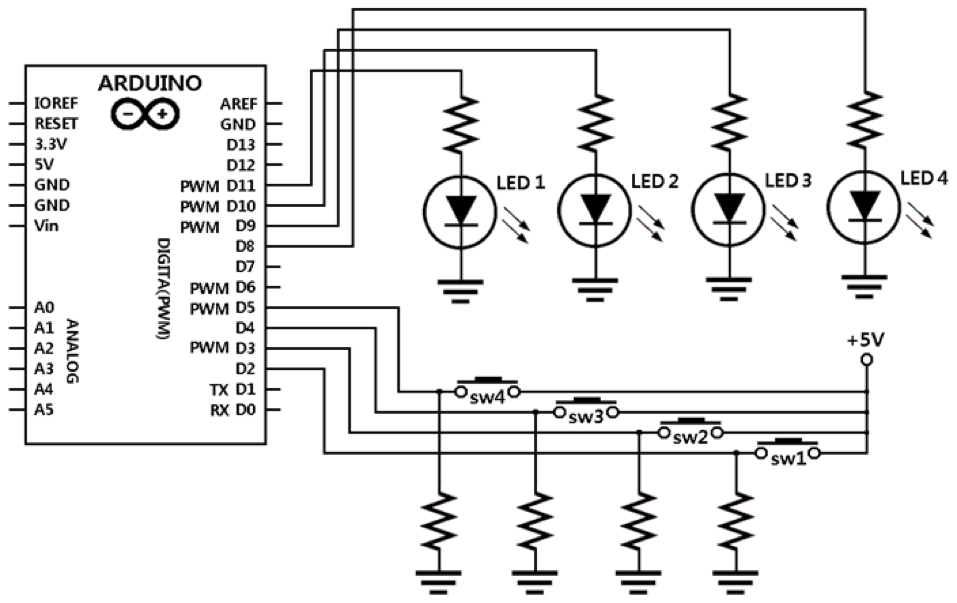 ARDUINO
IOREF
RESET
3.3V
5V
GND
GND
Vin
A0
A1
A2
A3
A4
A5
ANALOG
AREF
GND
D13
D12
PWM D11
PWM D10
PWM D9
D8
D7
PWM D6
PWM D5
D4
PWM D3
D2
TX D1
RX D0
DIGITA(PWM)
LED 1
LED 2
LED 3
LED 4
+5V
sw4
sw3
sw2
sw1